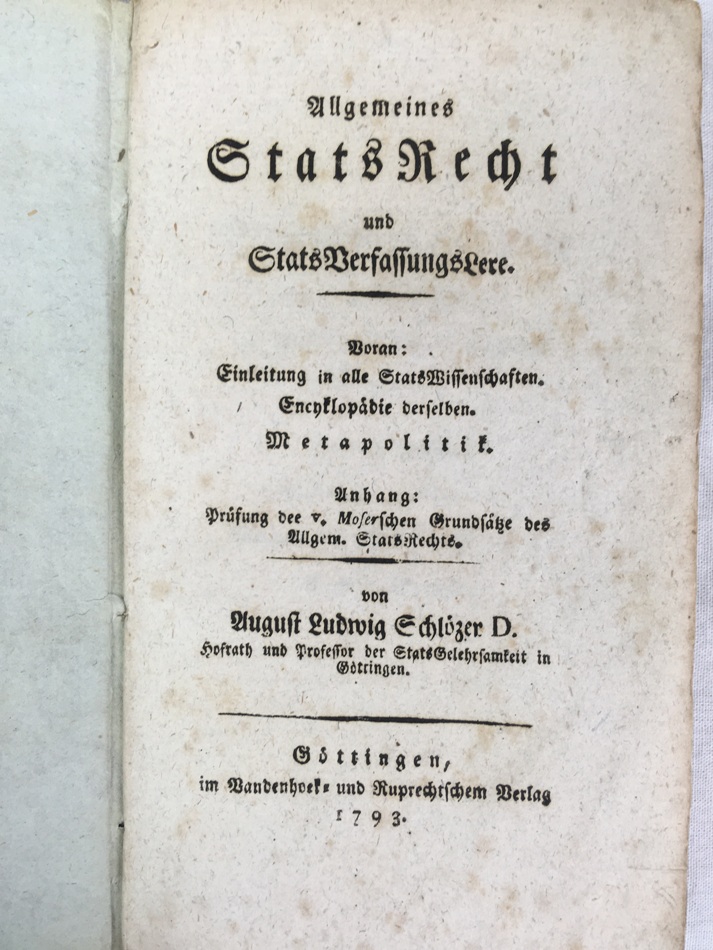 Allgemeines
StatsRecht
und
StatsVerfassungsLere.
Voran:
Einleitung in alle StatsWissenschaften.
Encyklopädie derselben.
Metapolitik.
Anhang:
Prüfung dee v. Moserschen Grundsätze des
Allgem. StatsRechts.
von
August Ludwig Schlözer D.
Hofrath und Professor der StatsGelehrsamkeit in
Göttingen.
Göttingen,
im Vandenhoek- und Ruprechtschem Verlag
1793.